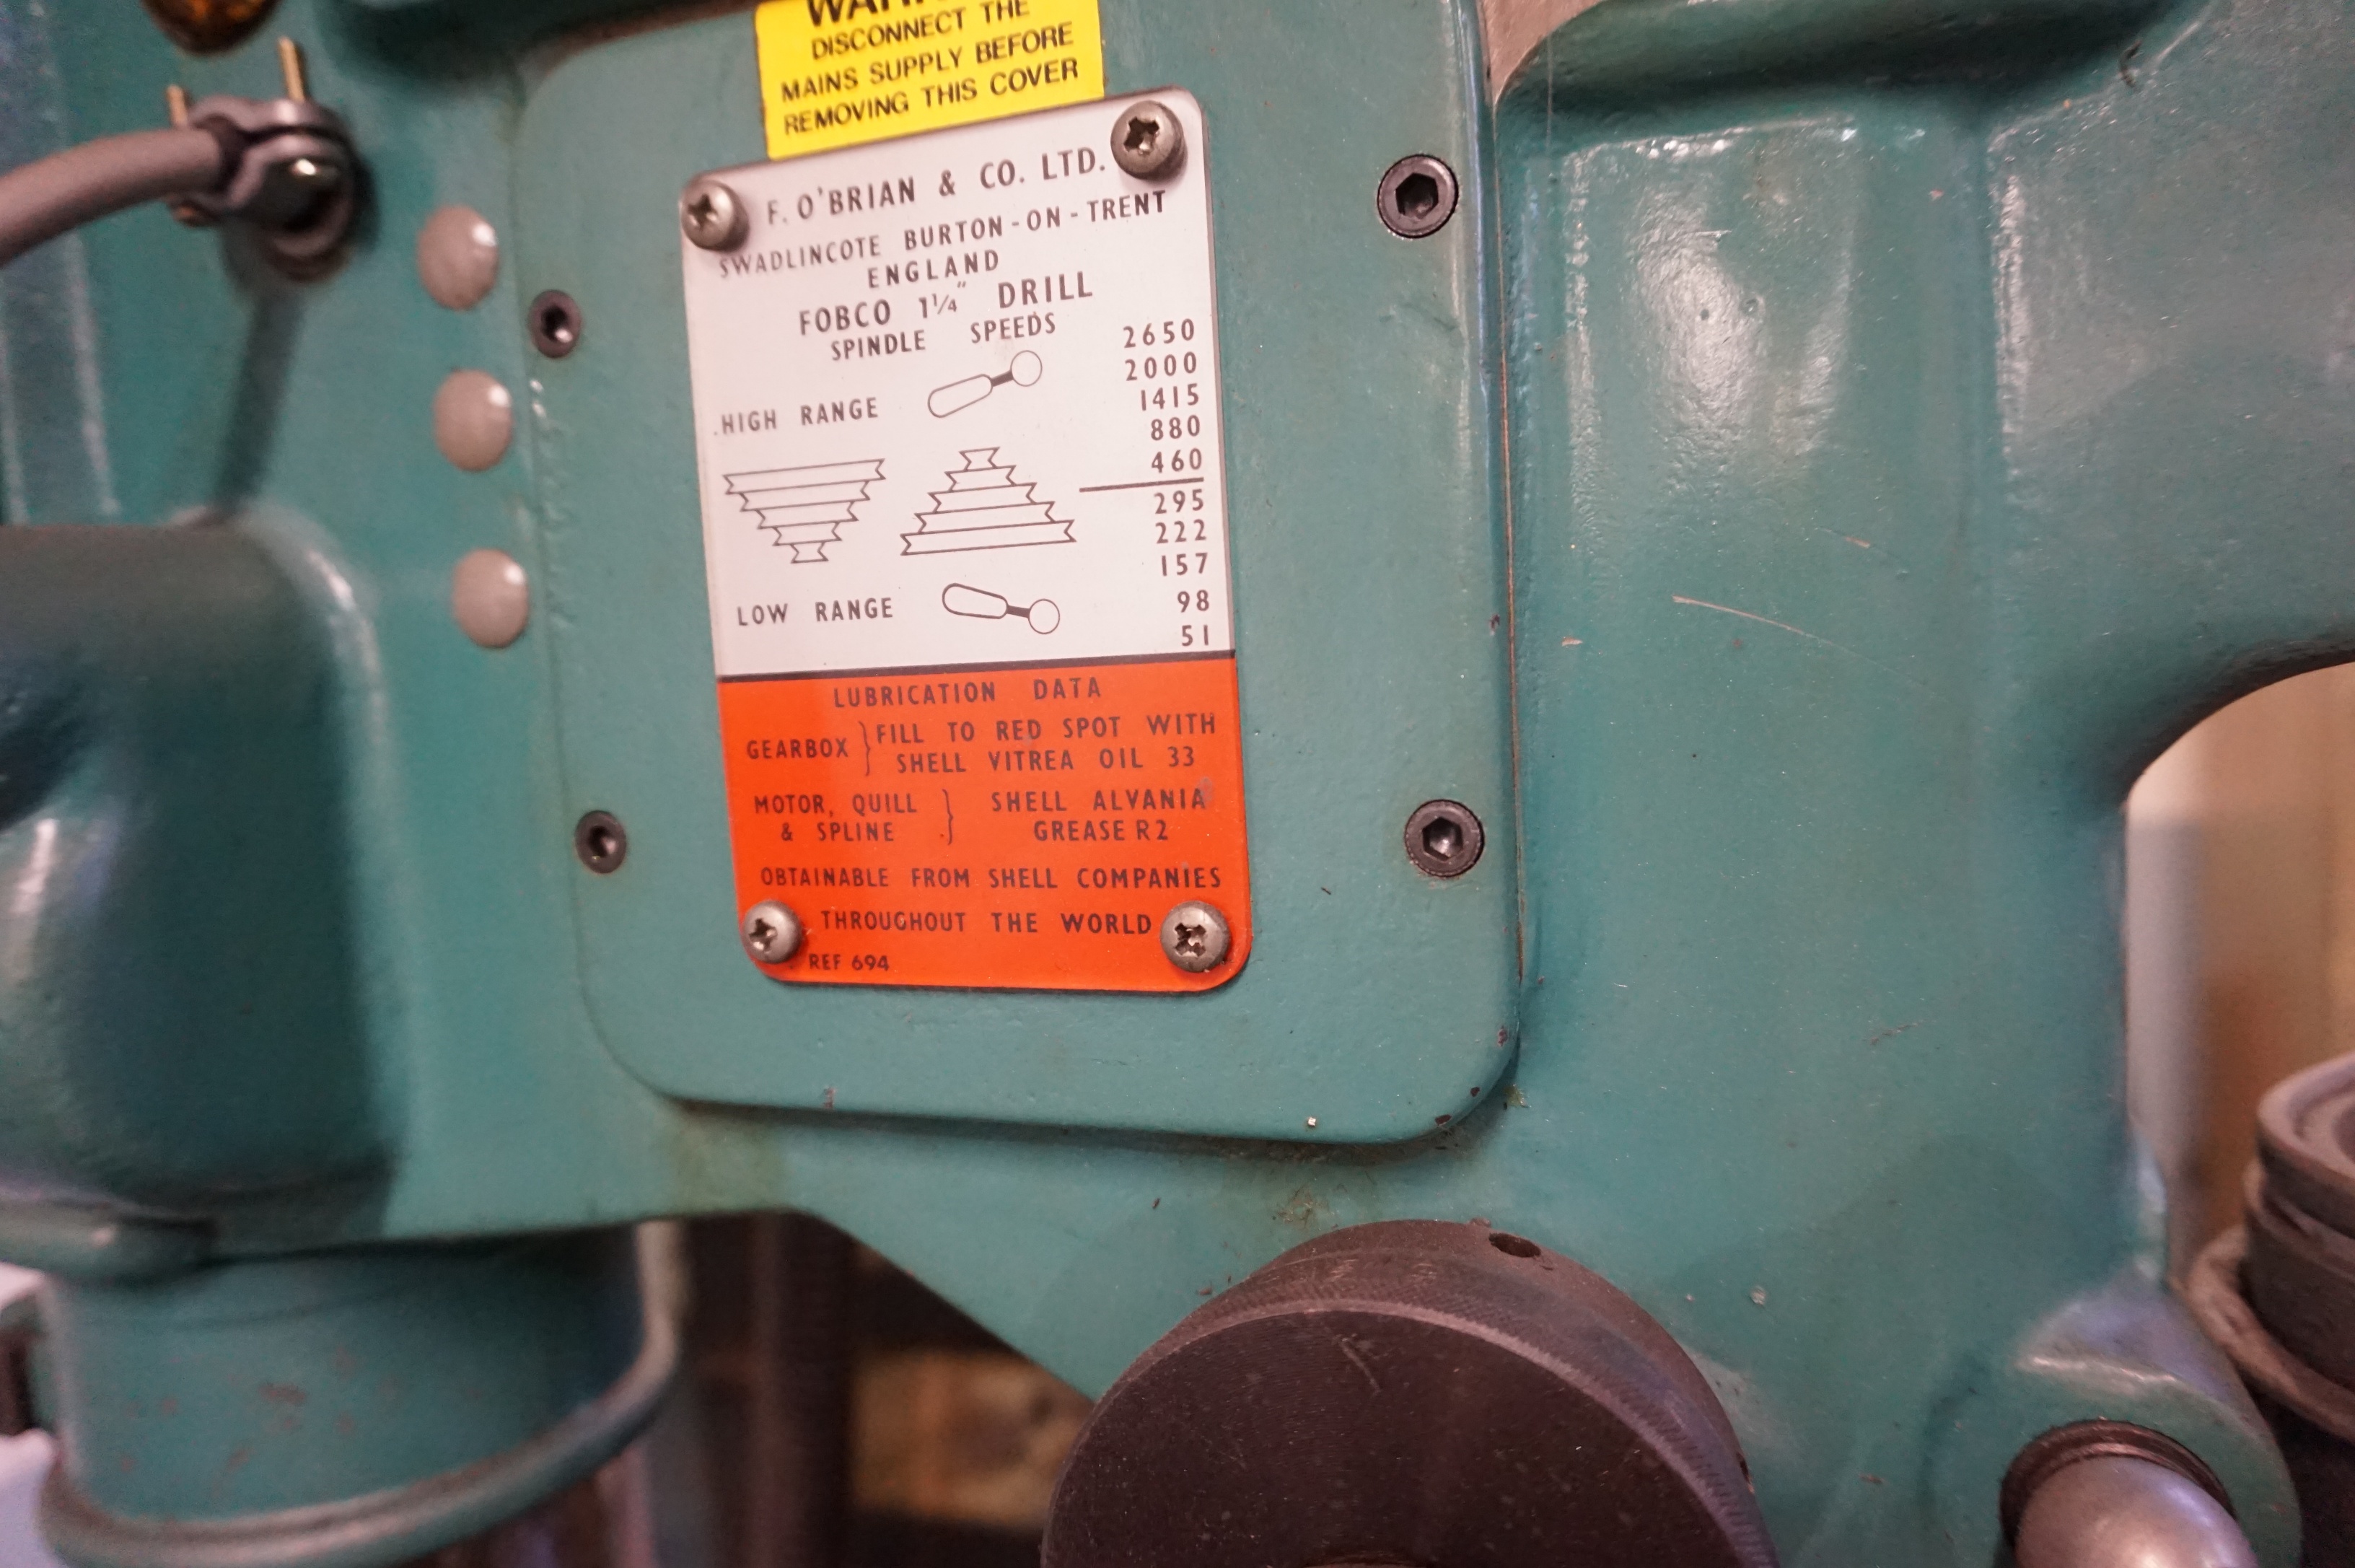 DISCONNECT THE
MAINS SUPPLY BEFORE
REMOVING THIS COVER
F. O'BRIAN & CO. LTD.
SWADLINCOTE BURTON-ON-TRENT
ENGLAND
FOBCO 1¼" DRILL
SPINDLE SPEEDS
2650
2000
HIGH RANGE 1415
880
460
295
222
157
LOW RANGE 98
51
LUBRICATION DATA
GEARBOX } FILL TO RED SPOT WITH
SHELL VITREA OIL 33
MOTOR, QUILL } SHELL ALVANIA
& SPLINE GREASE R2
OBTAINABLE FROM SHELL COMPANIES
THROUGHOUT THE WORLD
REF 694